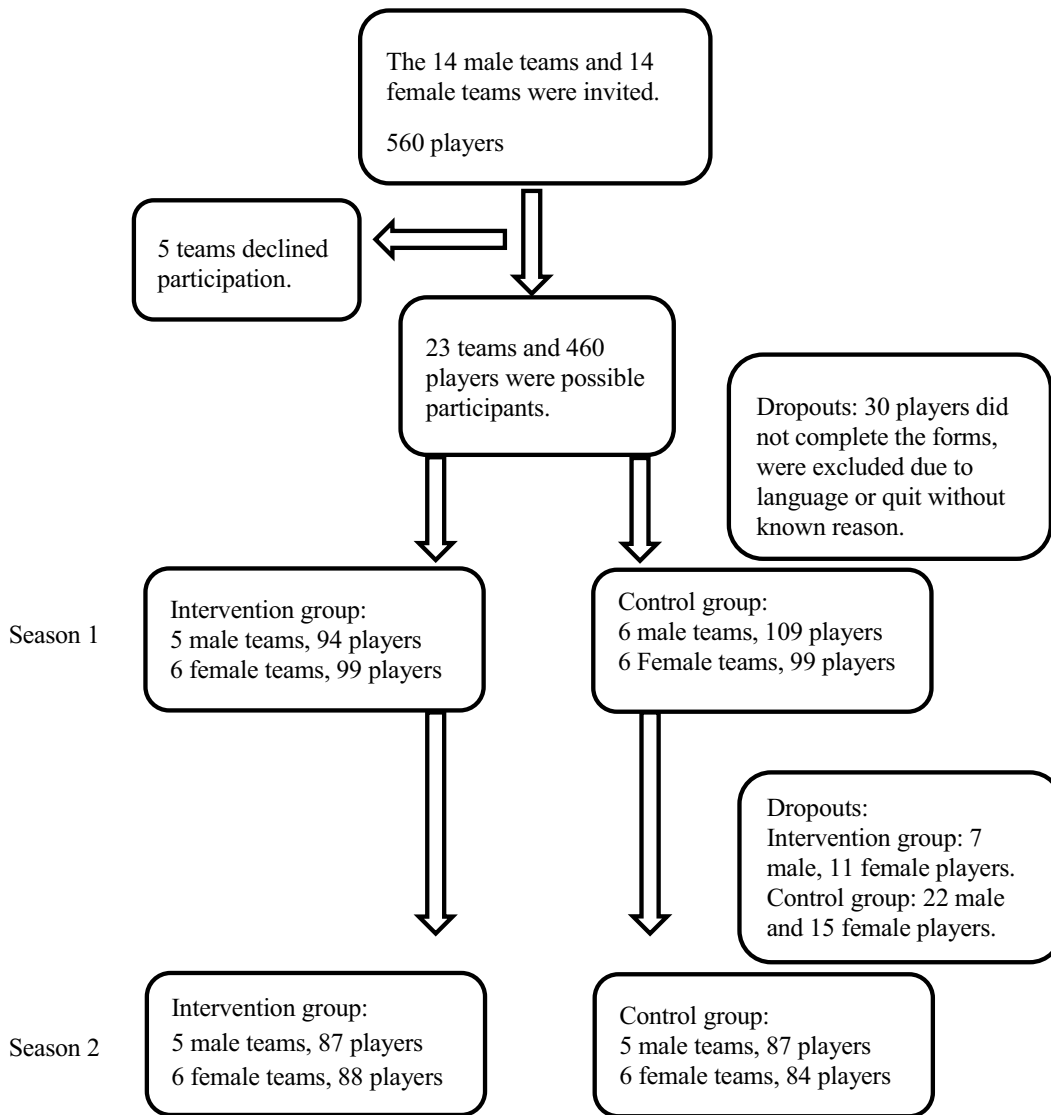 The 14 male teams and 14
female teams were invited.
560 players
5 teams declined
participation.
23 teams and 460
players were possible
participants.
Dropouts: 30 players did
not complete the forms,
were excluded due to
language or quit without
known reason.
Season 1
Intervention group:
5 male teams, 94 players
6 female teams, 99 players
Control group:
6 male teams, 109 players
6 Female teams, 99 players
Dropouts:
Intervention group: 7
male, 11 female players.
Control group: 22 male
and 15 female players.
Season 2
Intervention group:
5 male teams, 87 players
6 female teams, 88 players
Control group:
5 male teams, 87 players
6 female teams, 84 players